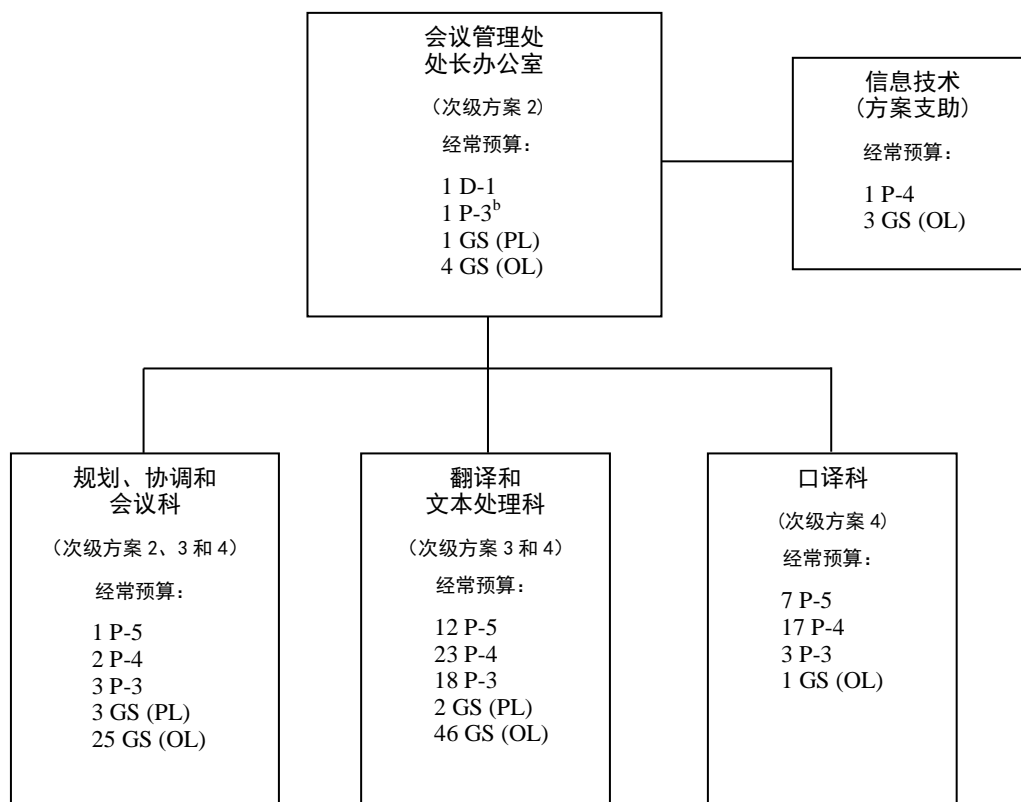 会议管理处
处长办公室
（次级方案 2）
经常预算：
1 D-1
1 P-3ᵇ
1 GS (PL)
4 GS (OL)
信息技术
（方案支助）
经常预算：
1 P-4
3 GS (OL)
规划、协调和
会议科
（次级方案 2、3 和 4）
经常预算：
1 P-5
2 P-4
3 P-3
3 GS (PL)
25 GS (OL)
翻译和
文本处理科
（次级方案 3 和 4）
经常预算：
12 P-5
23 P-4
18 P-3
2 GS (PL)
46 GS (OL)
口译科
(次级方案 4)
经常预算：
7 P-5
17 P-4
3 P-3
1 GS (OL)